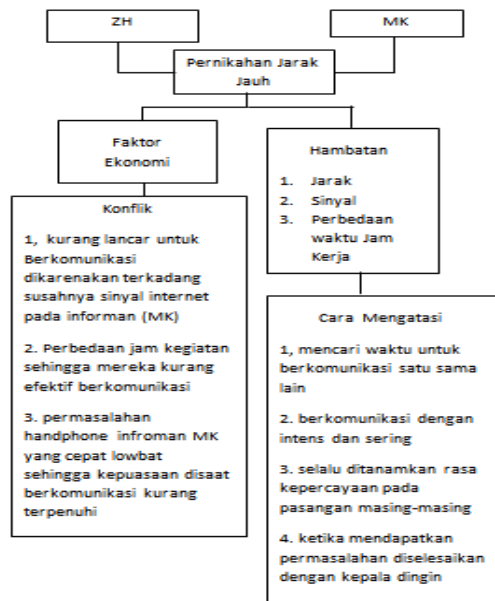 ZH
MK
Pernikahan Jarak
Jauh
Faktor
Ekonomi
Hambatan
1. Jarak
2. Sinyal
3. Perbedaan
waktu Jam
Kerja
Konflik
1, kurang lancar untuk
Berkomunikasi
dikarenakan terkadang
susahnya sinyal internet
pada informan (MK)
2. Perbedaan jam kegiatan
sehingga mereka kurang
efektif berkomunikasi
3. permasalahan
handphone infroman MK
yang cepat lowbat
sehingga kepuasaan disaat
berkomunikasi kurang
terpenuhi
Cara Mengatasi
1, mencari waktu untuk
berkomunikasi satu sama
lain
2. berkomunikasi dengan
intens dan sering
3. selalu ditanamkan rasa
kepercayaan pada
pasangan masing-masing
4. ketika mendapatkan
permasalahan diselesaikan
dengan kepala dingin